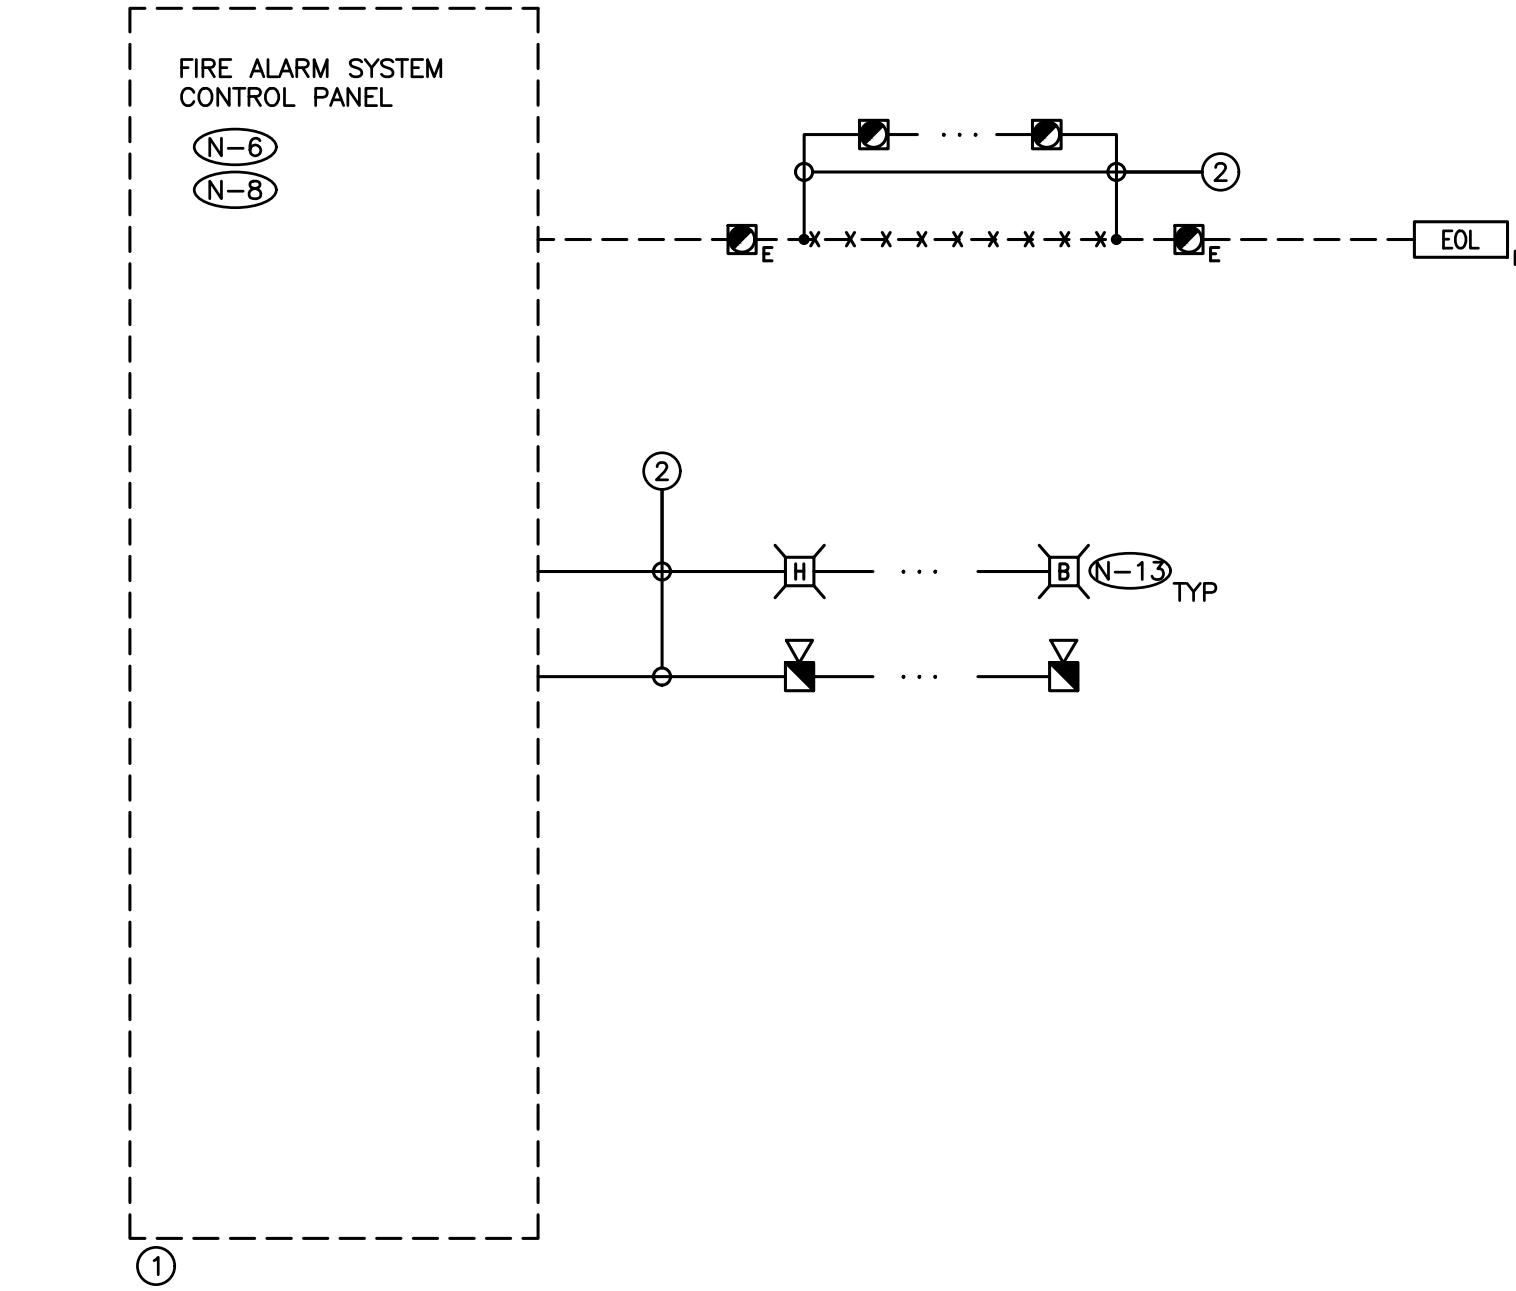 FIRE ALARM SYSTEM
CONTROL PANEL
N-6
N-8
2
E
E
EOL
2
H
B
N-13
TYP
1